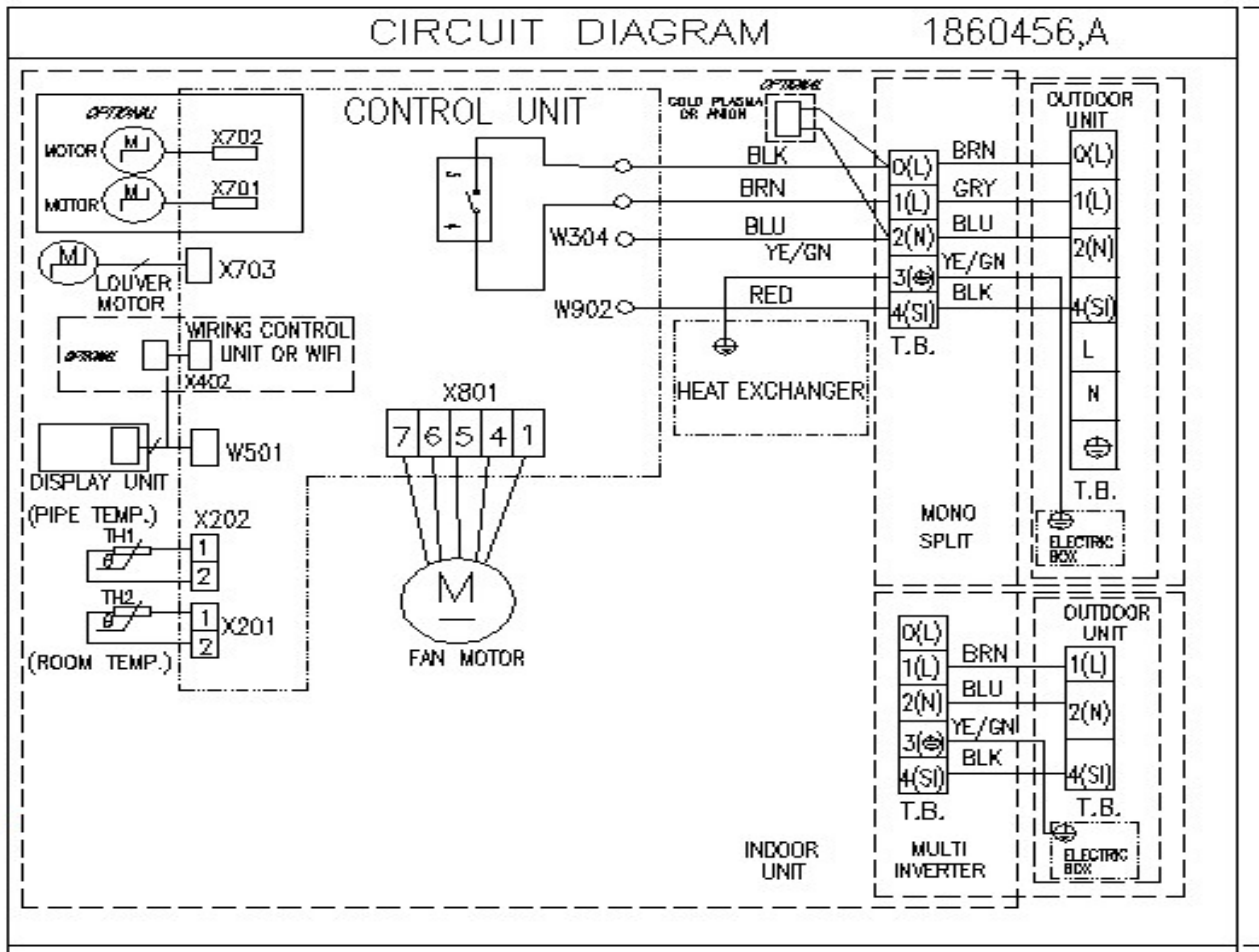 CIRCUIT DIAGRAM 1860456,A
OPTIONAL
MOTOR M X702
MOTOR M X701
M X703
LOUVER
MOTOR
WIRING CONTROL
UNIT OR WIFI
OPTIONAL
X402
W501
DISPLAY UNIT
(PIPE TEMP.)
X202
TH1
θ
1
2
TH2
θ
1
2
X201
(ROOM TEMP.)
CONTROL UNIT
W304
W902
X801
7 6 5 4 1
M
FAN MOTOR
OPTIONAL
COLD PLASMA
OR ANION
BLK
BRN
BLU
YE/GN
RED
HEAT EXCHANGER
0(L)
1(L)
2(N)
3(⏚)
4(SI)
T.B.
BRN
GRY
BLU
YE/GN
BLK
MONO
SPLIT
OUTDOOR
UNIT
0(L)
1(L)
2(N)
4(SI)
L
N
T.B.
ELECTRIC
BOX
0(L)
1(L)
2(N)
3(⏚)
4(SI)
T.B.
BRN
BLU
YE/GN
BLK
MULTI
INVERTER
OUTDOOR
UNIT
1(L)
2(N)
4(SI)
T.B.
ELECTRIC
BOX
INDOOR
UNIT